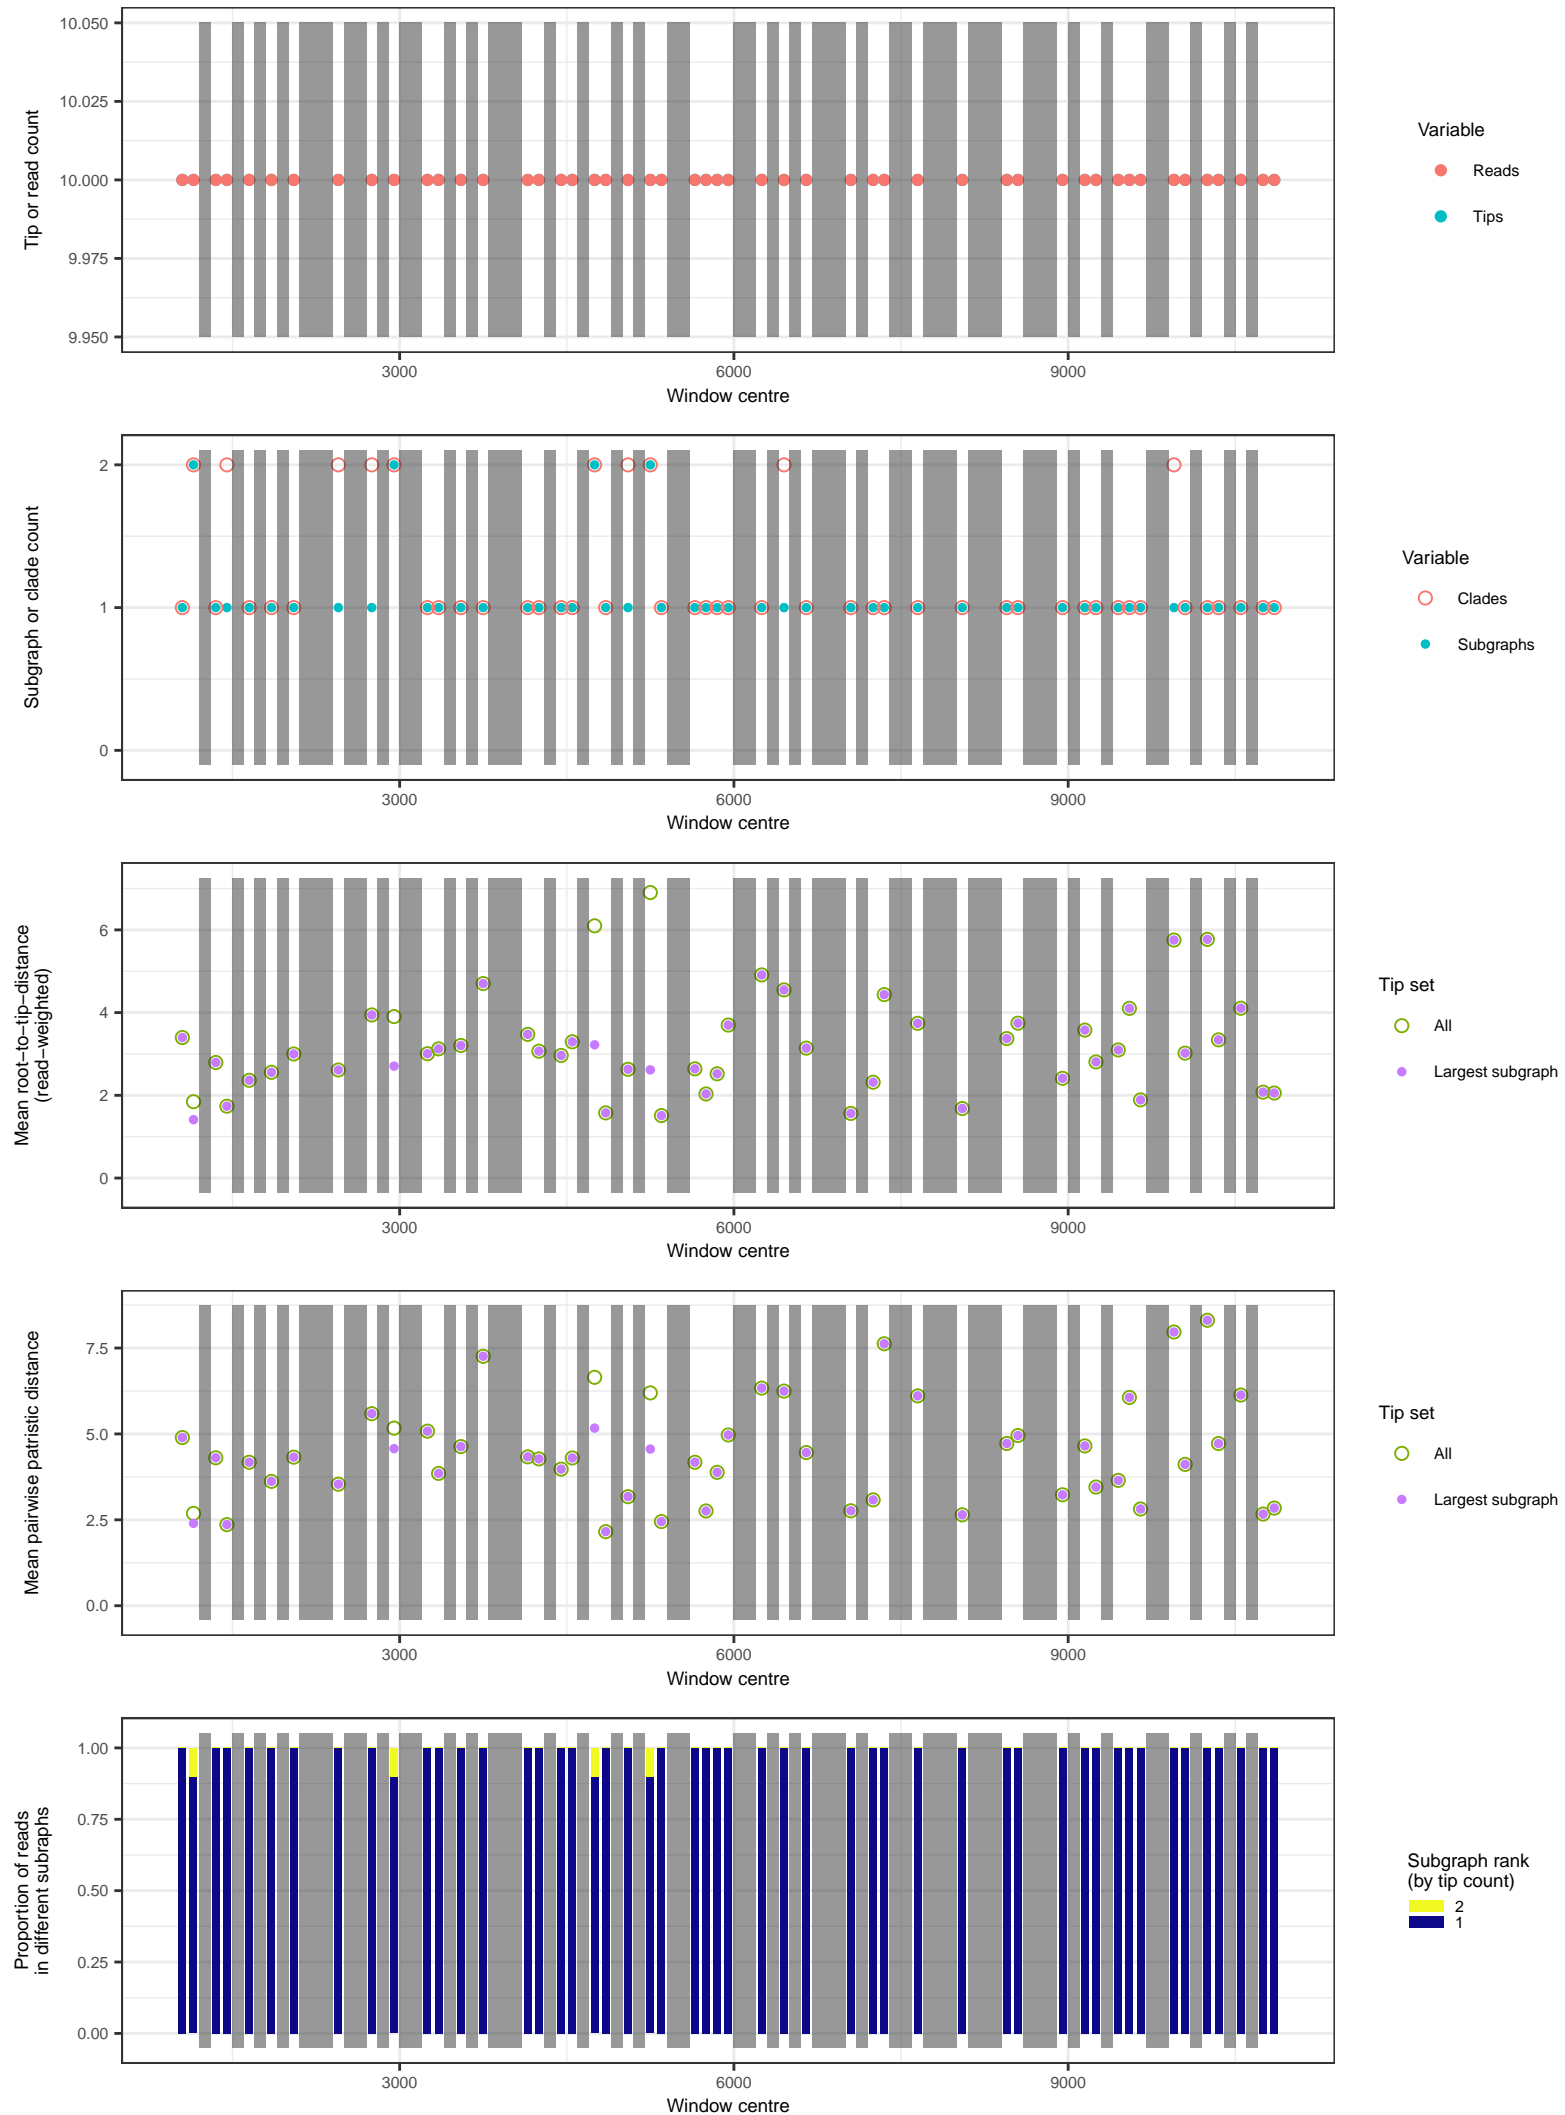 10.050
10.025
10.000
9.975
9.950
Tip or read count
3000
6000
9000
Window centre
Variable
Reads
Tips
2
1
0
Subgraph or clade count
3000
6000
9000
Window centre
Variable
Clades
Subgraphs
6
4
2
0
Mean root−to−tip−distance
(read−weighted)
3000
6000
9000
Window centre
Tip set
All
Largest subgraph
7.5
5.0
2.5
0.0
Mean pairwise patristic distance
3000
6000
9000
Window centre
Tip set
All
Largest subgraph
1.00
0.75
0.50
0.25
0.00
Proportion of reads
in different subraphs
3000
6000
9000
Window centre
Subgraph rank
(by tip count)
2
1